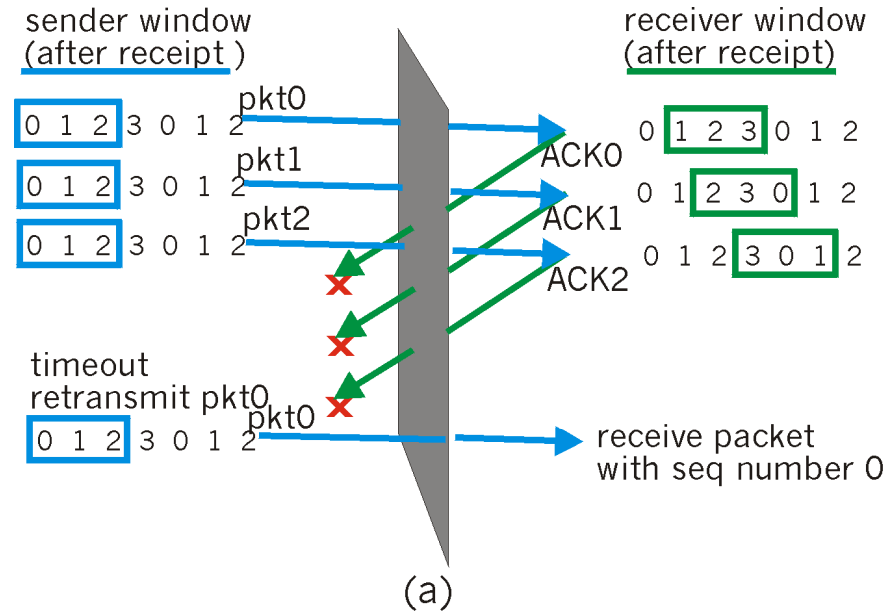 sender window
(after receipt )
receiver window
(after receipt)
0 1 2 3 0 1 2
pkt0
ACK0
0 1 2 3 0 1 2
0 1 2 3 0 1 2
pkt1
ACK1
0 1 2 3 0 1 2
0 1 2 3 0 1 2
pkt2
ACK2
0 1 2 3 0 1 2
timeout
retransmit pkt0
0 1 2 3 0 1 2
pkt0
receive packet
with seq number 0
(a)